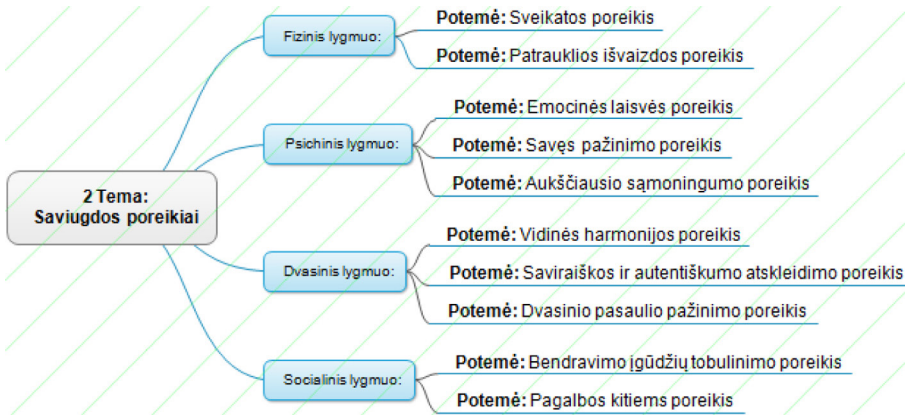 2 Tema:
Saviugdos poreikiai
Fizinis lygmuo:
Potemė: Sveikatos poreikis
Potemė: Patrauklios išvaizdos poreikis
Psichinis lygmuo:
Potemė: Emocinės laisvės poreikis
Potemė: Savęs pažinimo poreikis
Potemė: Aukščiausio sąmoningumo poreikis
Dvasinis lygmuo:
Potemė: Vidinės harmonijos poreikis
Potemė: Saviraiškos ir autentiškumo atskleidimo poreikis
Potemė: Dvasinio pasaulio pažinimo poreikis
Socialinis lygmuo:
Potemė: Bendravimo įgūdžių tobulinimo poreikis
Potemė: Pagalbos kitiems poreikis